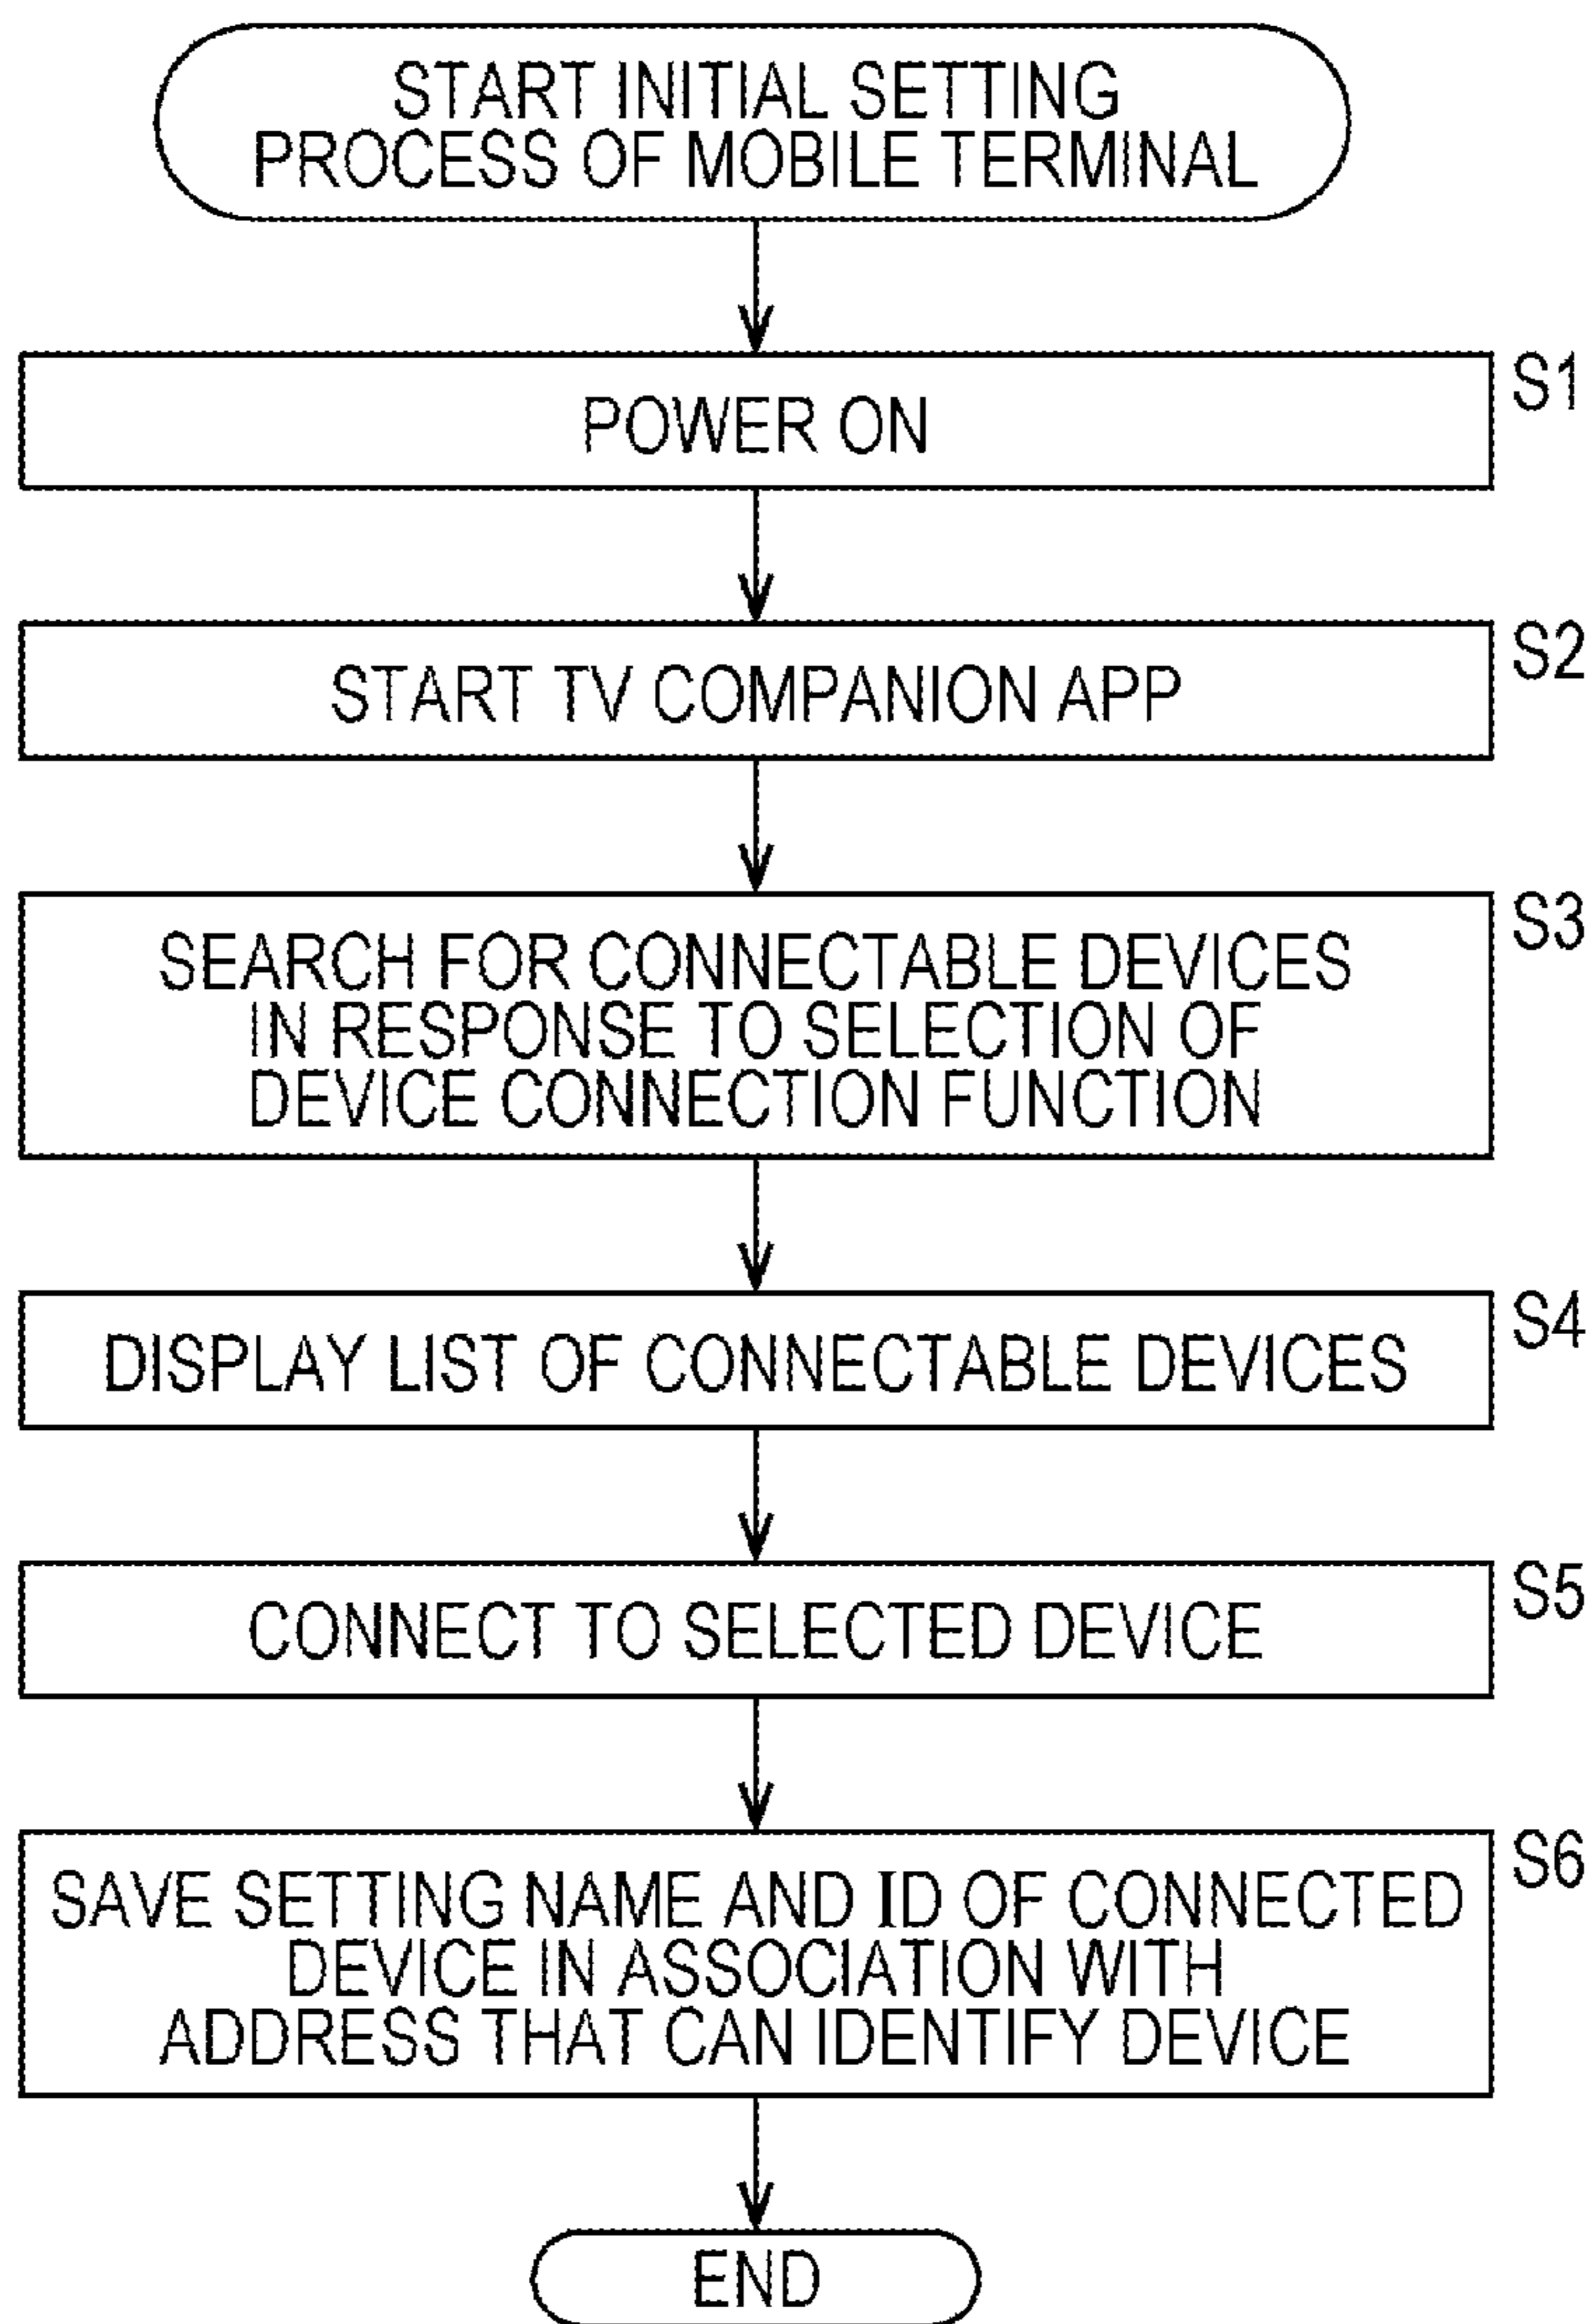 START INITIAL SETTING
PROCESS OF MOBILE TERMINAL
S1
POWER ON
S2
START TV COMPANION APP
S3
SEARCH FOR CONNECTABLE DEVICES
IN RESPONSE TO SELECTION OF
DEVICE CONNECTION FUNCTION
S4
DISPLAY LIST OF CONNECTABLE DEVICES
S5
CONNECT TO SELECTED DEVICE
S6
SAVE SETTING NAME AND ID OF CONNECTED
DEVICE IN ASSOCIATION WITH
ADDRESS THAT CAN IDENTIFY DEVICE
END